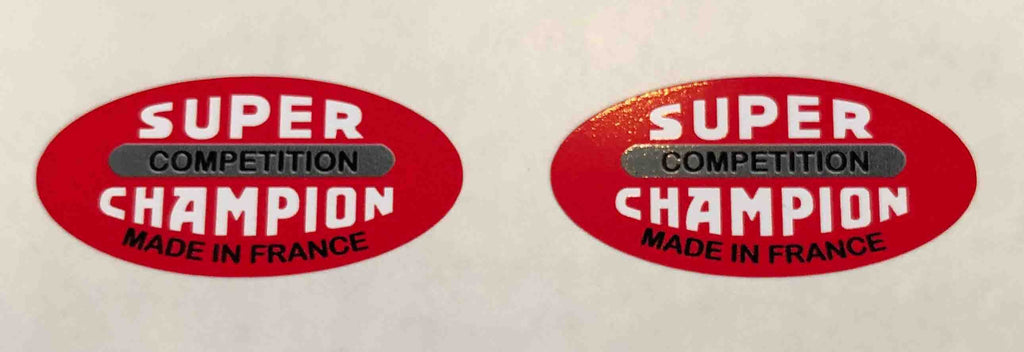 SUPER
COMPETITION
CHAMPION
MADE IN FRANCE
SUPER
COMPETITION
CHAMPION
MADE IN FRANCE